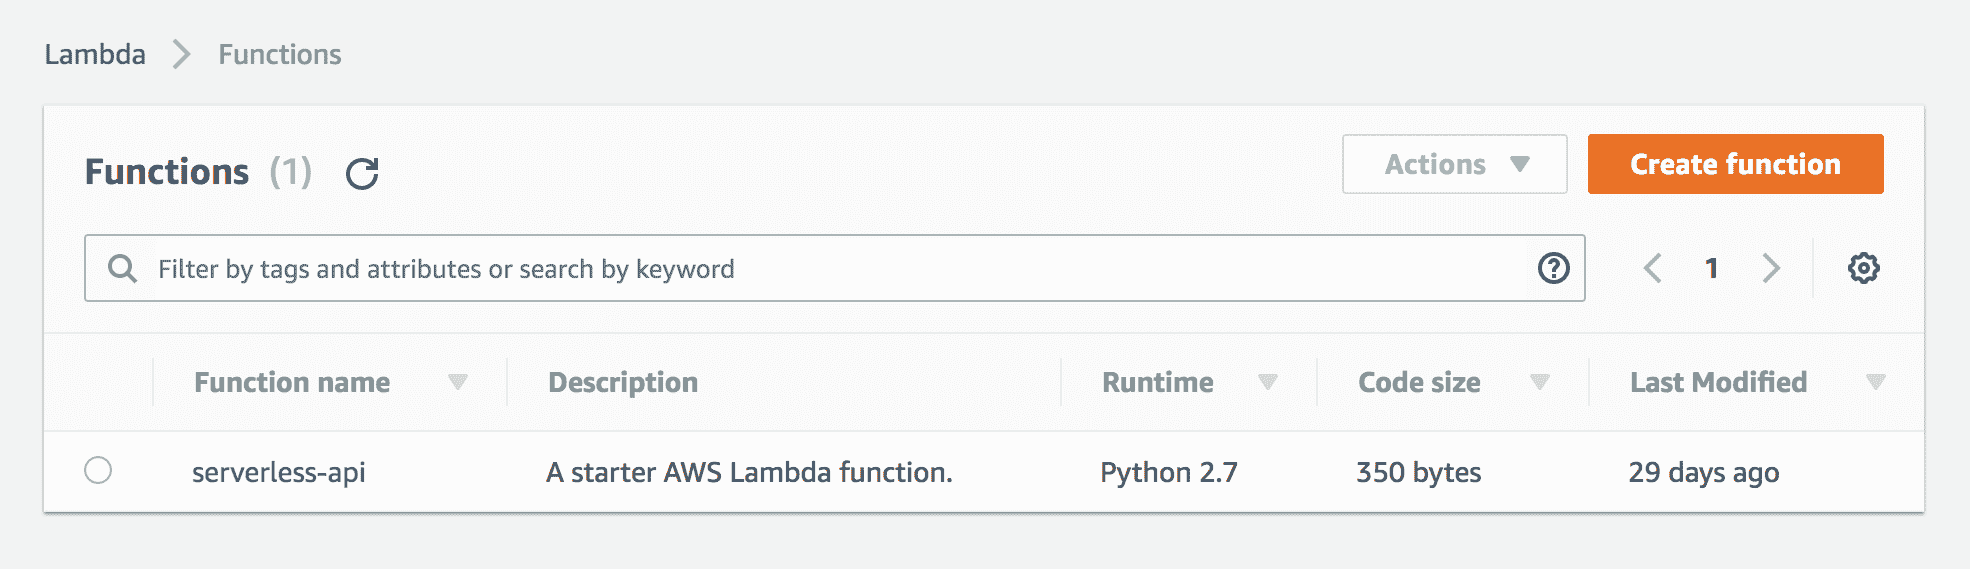 Lambda Functions
Functions (1)
Actions Create function
Filter by tags and attributes or search by keyword ? 1
Function name Description Runtime Code size Last Modified
serverless-api A starter AWS Lambda function. Python 2.7 350 bytes 29 days ago